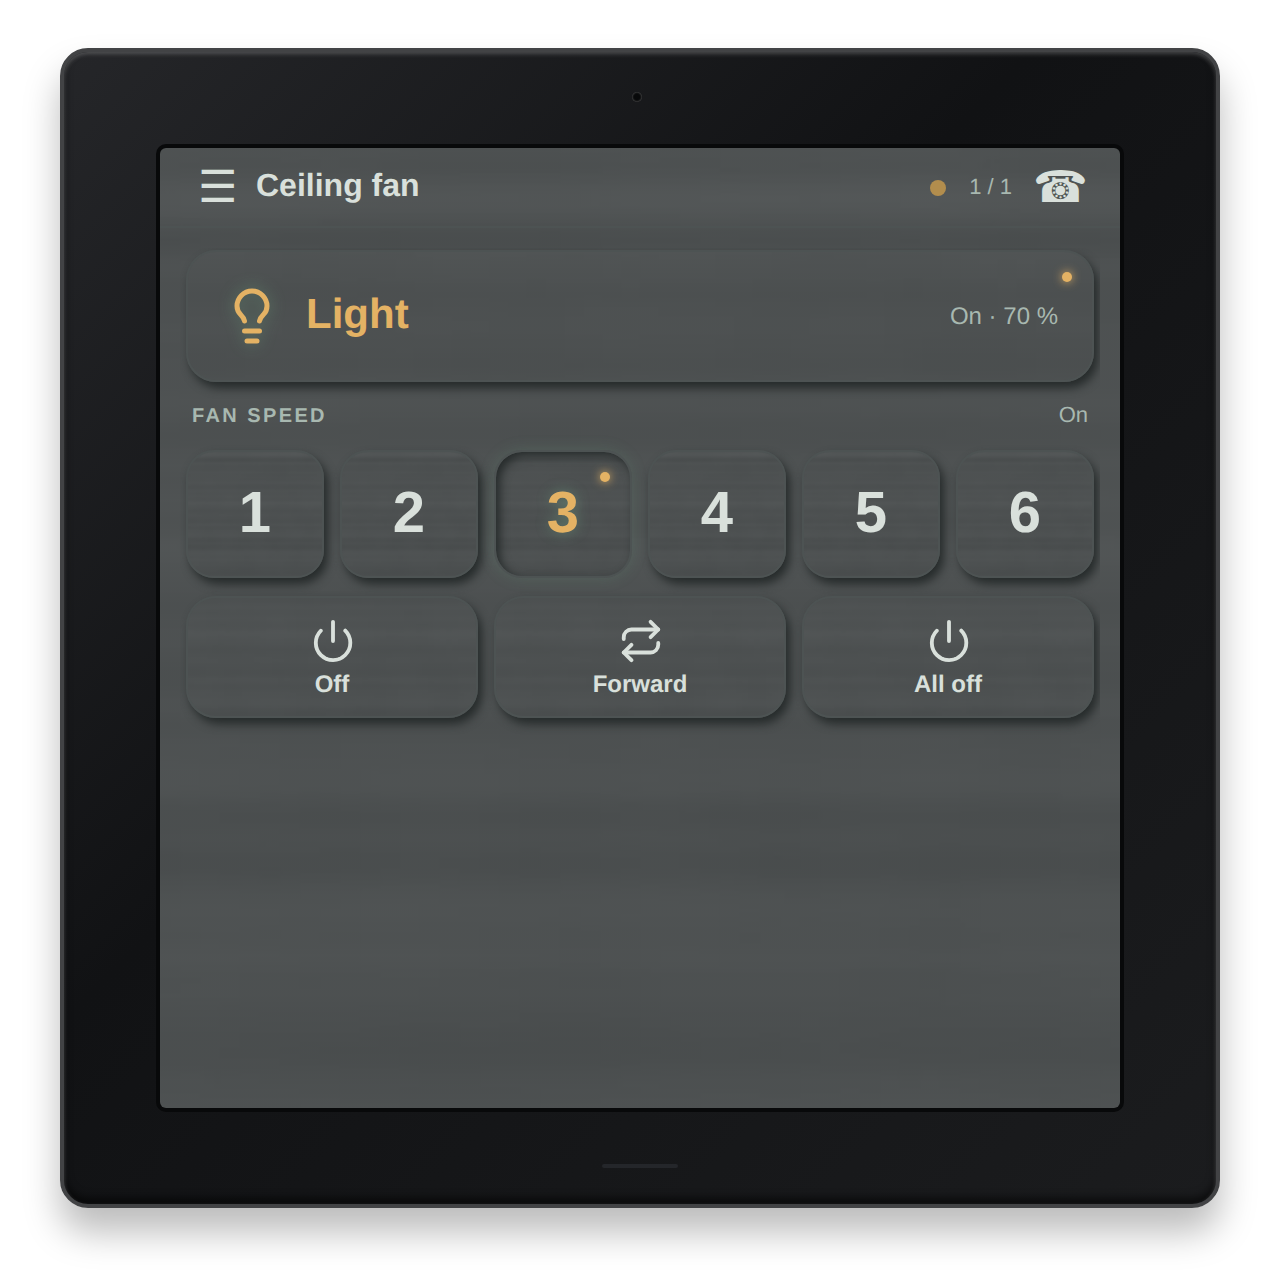 Ceiling fan
1 / 1
Light
On · 70 %
FAN SPEED
On
1 2 3 4 5 6
Off
Forward
All off